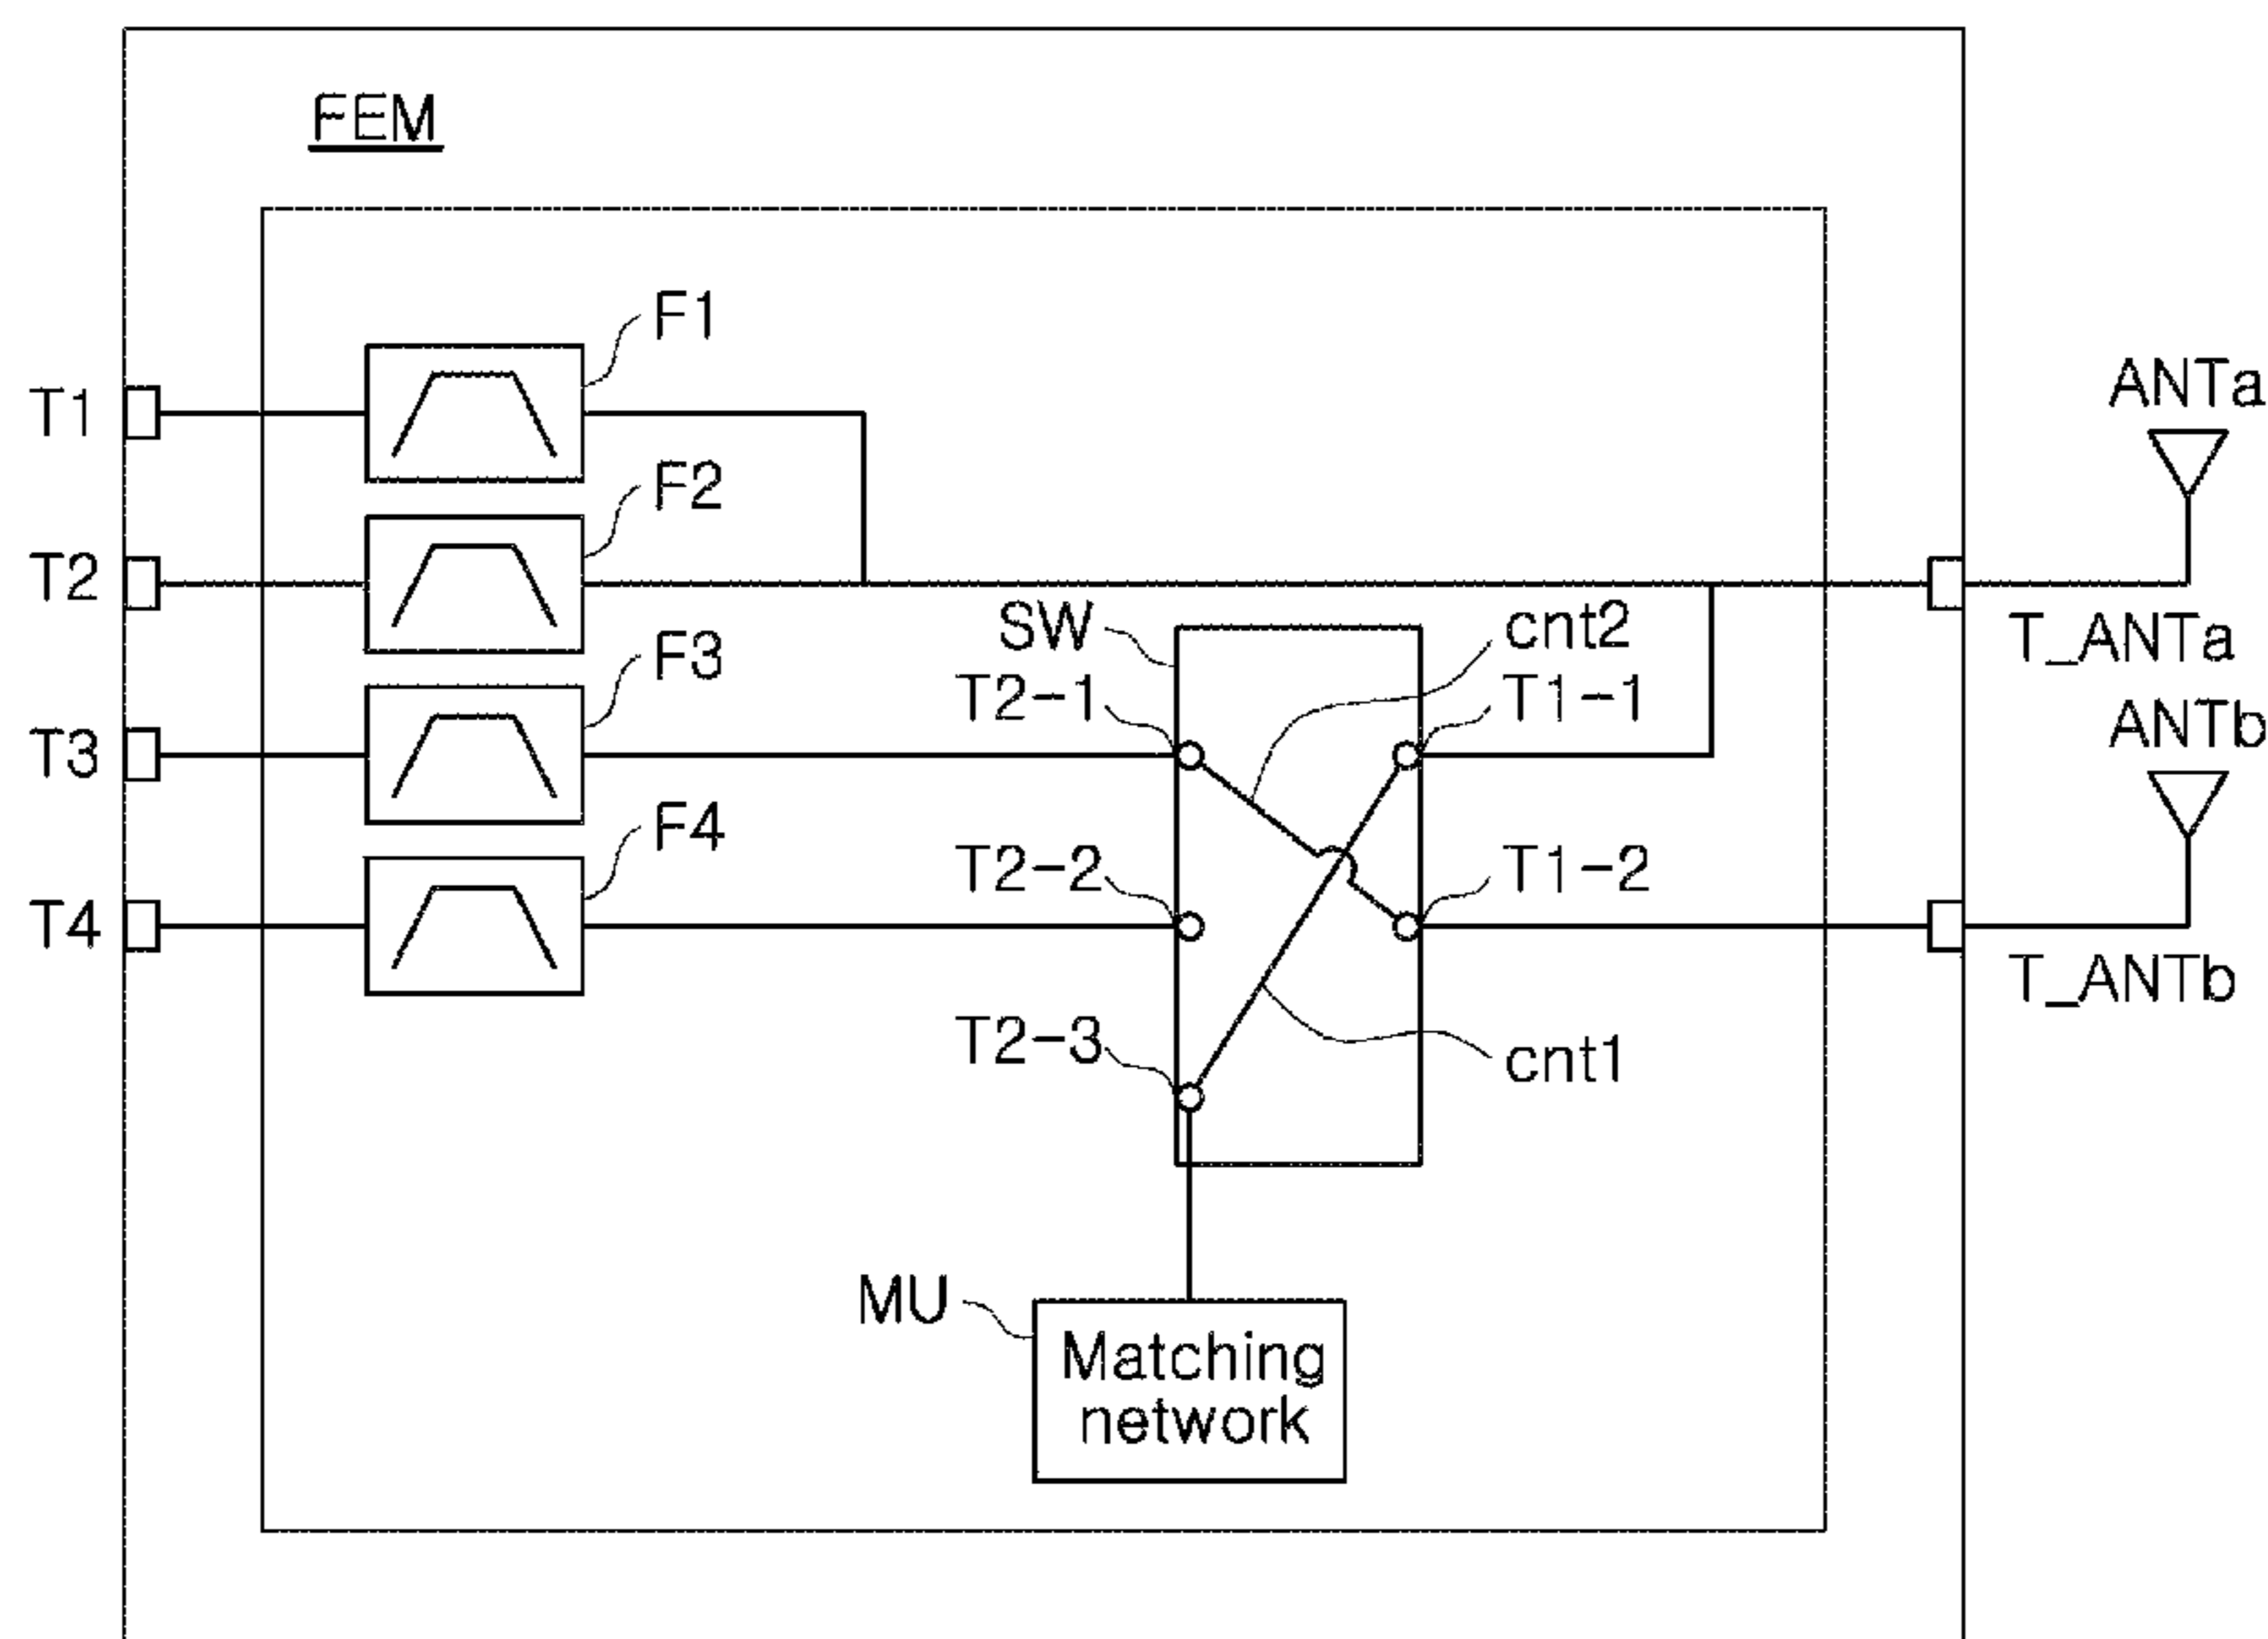 FEM
F1
T1
ANTa
F2
T2
SW
cnt2
T_ANTa
F3
T2-1
T1-1
ANTb
T3
F4
T2-2
T1-2
T4
T_ANTb
T2-3
cnt1
MU
Matching
network